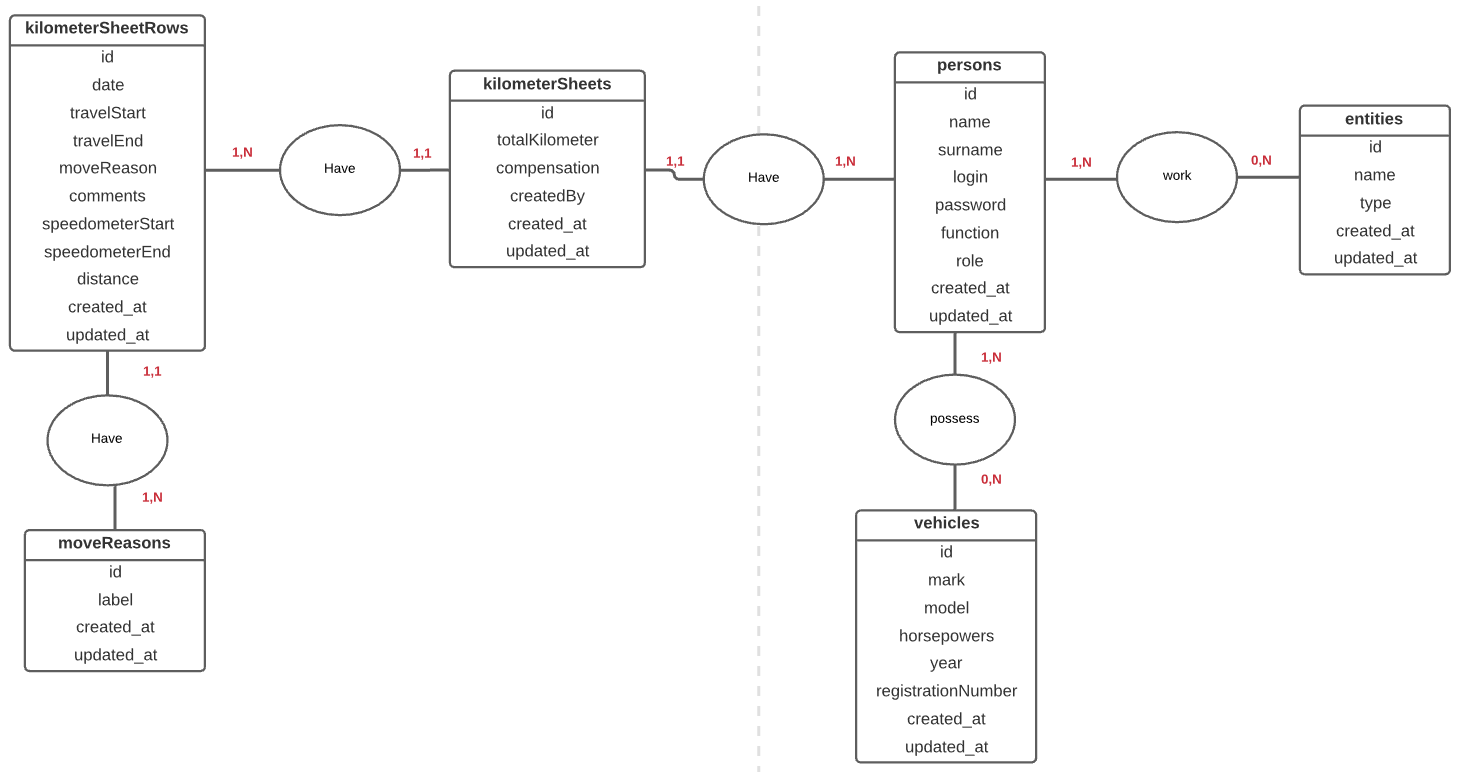 kilometerSheetRows
id
date
travelStart
travelEnd
moveReason
comments
speedometerStart
speedometerEnd
distance
created_at
updated_at
1,N
Have
1,1
kilometerSheets
id
totalKilometer
compensation
createdBy
created_at
updated_at
1,1
Have
1,N
persons
id
name
surname
login
password
function
role
created_at
updated_at
1,N
work
0,N
entities
id
name
type
created_at
updated_at
1,1
Have
1,N
moveReasons
id
label
created_at
updated_at
1,N
possess
0,N
vehicles
id
mark
model
horsepowers
year
registrationNumber
created_at
updated_at